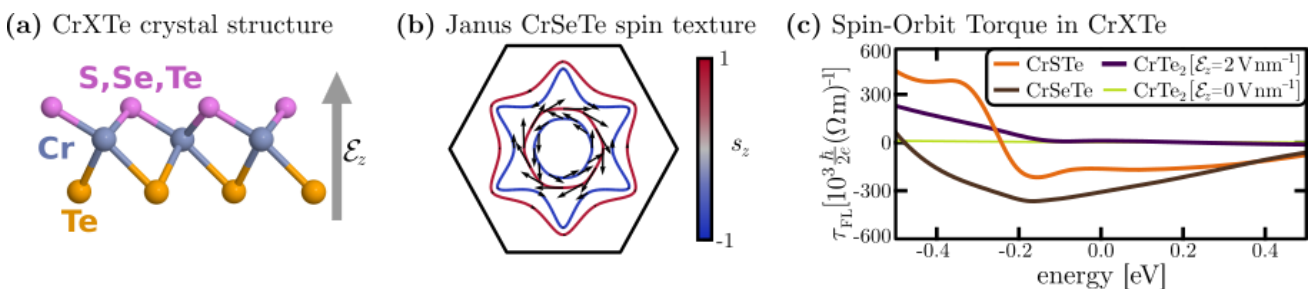 (a) CrXTe crystal structure
S,Se,Te
Cr
Te
ℰz
(b) Janus CrSeTe spin texture
1
sz
-1
(c) Spin-Orbit Torque in CrXTe
τFL[10³ ℏ/2e (Ω m)⁻¹]
600
300
0
-300
-600
CrSTe
CrSeTe
CrTe₂ [ℰz=2 V nm⁻¹]
CrTe₂ [ℰz=0 V nm⁻¹]
-0.4 -0.2 0.0 0.2 0.4
energy [eV]